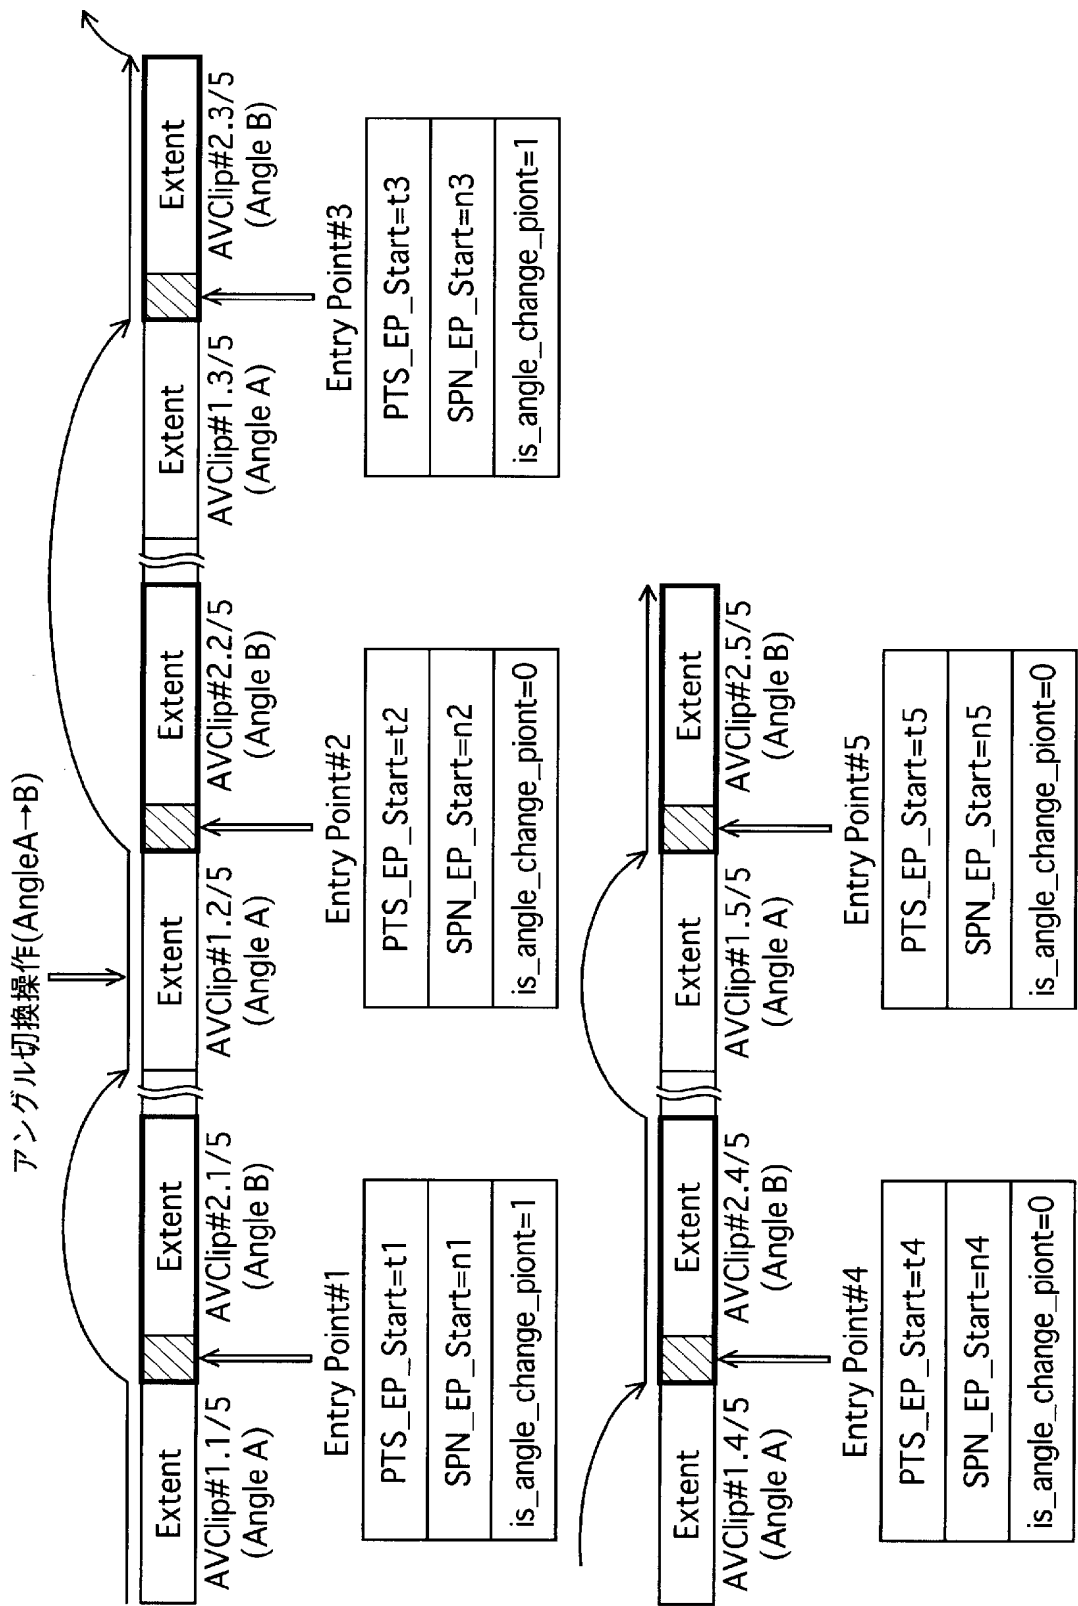 アングル切換操作(AngleA→B)
Extent
Extent
Extent
Extent
Extent
Extent
AVClip#1.1/5
(Angle A)
AVClip#2.1/5
(Angle B)
AVClip#1.2/5
(Angle A)
AVClip#2.2/5
(Angle B)
AVClip#1.3/5
(Angle A)
AVClip#2.3/5
(Angle B)
Entry Point#1
PTS_EP_Start=t1
SPN_EP_Start=n1
is_angle_change_piont=1
Entry Point#2
PTS_EP_Start=t2
SPN_EP_Start=n2
is_angle_change_piont=0
Entry Point#3
PTS_EP_Start=t3
SPN_EP_Start=n3
is_angle_change_piont=1
Extent
Extent
Extent
Extent
AVClip#1.4/5
(Angle A)
AVClip#2.4/5
(Angle B)
AVClip#1.5/5
(Angle A)
AVClip#2.5/5
(Angle B)
Entry Point#4
PTS_EP_Start=t4
SPN_EP_Start=n4
is_angle_change_piont=0
Entry Point#5
PTS_EP_Start=t5
SPN_EP_Start=n5
is_angle_change_piont=0